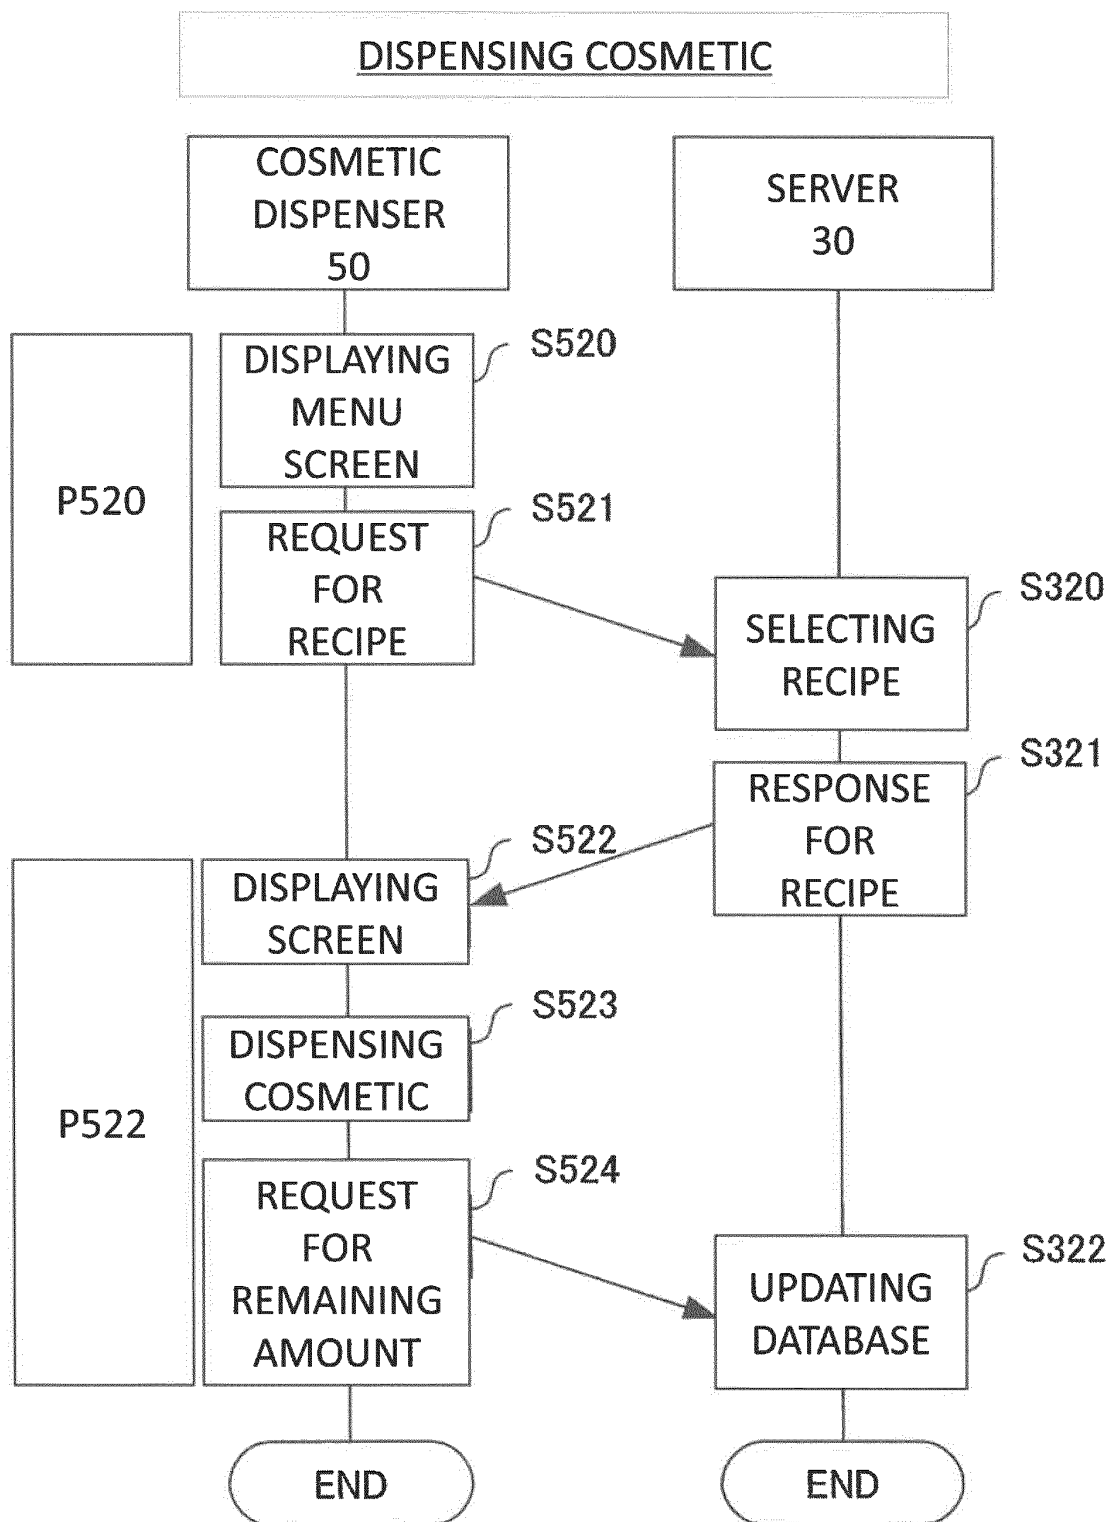 DISPENSING COSMETIC
COSMETIC
DISPENSER
50
SERVER
30
P520
DISPLAYING
MENU
SCREEN
S520
REQUEST
FOR
RECIPE
S521
SELECTING
RECIPE
S320
RESPONSE
FOR
RECIPE
S321
P522
DISPLAYING
SCREEN
S522
DISPENSING
COSMETIC
S523
REQUEST
FOR
REMAINING
AMOUNT
S524
UPDATING
DATABASE
S322
END
END